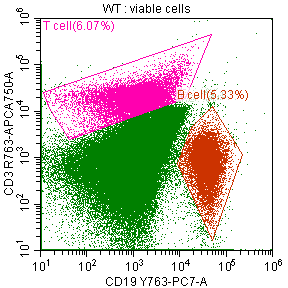 WT : viable cells
T cell(6.07%)
B cell(5.33%)
CD3 R763-APCA750-A
10^6
10^5
10^4
10^3
10^2
10^1
10^1 10^2 10^3 10^4 10^5 10^6
CD19 Y763-PC7-A